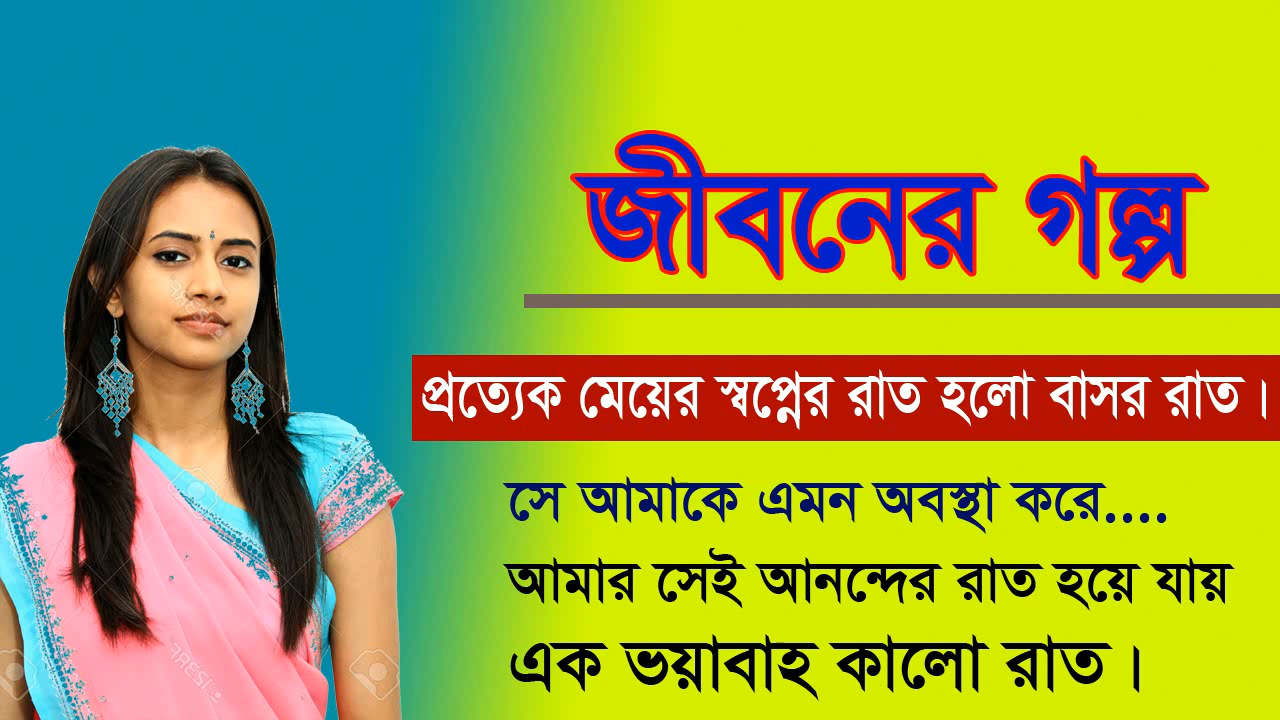 জীবনের গল্প
প্রত্যেক মেয়ের স্বপ্নের রাত হলো বাসর রাত।
সে আমাকে এমন অবস্থা করে....
আমার সেই আনন্দের রাত হয়ে যায়
এক ভয়াবাহ কালো রাত।